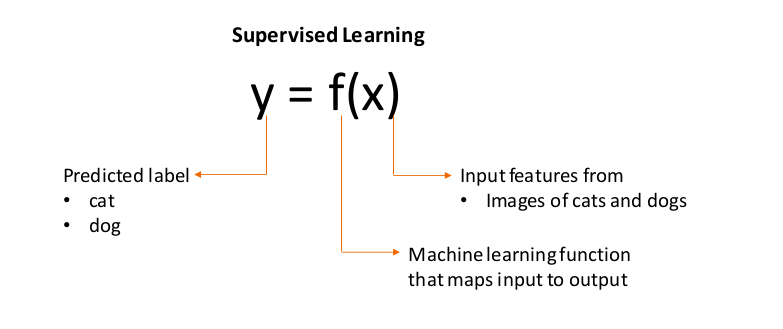 Supervised Learning
y = f(x)
Predicted label
• cat
• dog
Input features from
• Images of cats and dogs
Machine learning function
that maps input to output